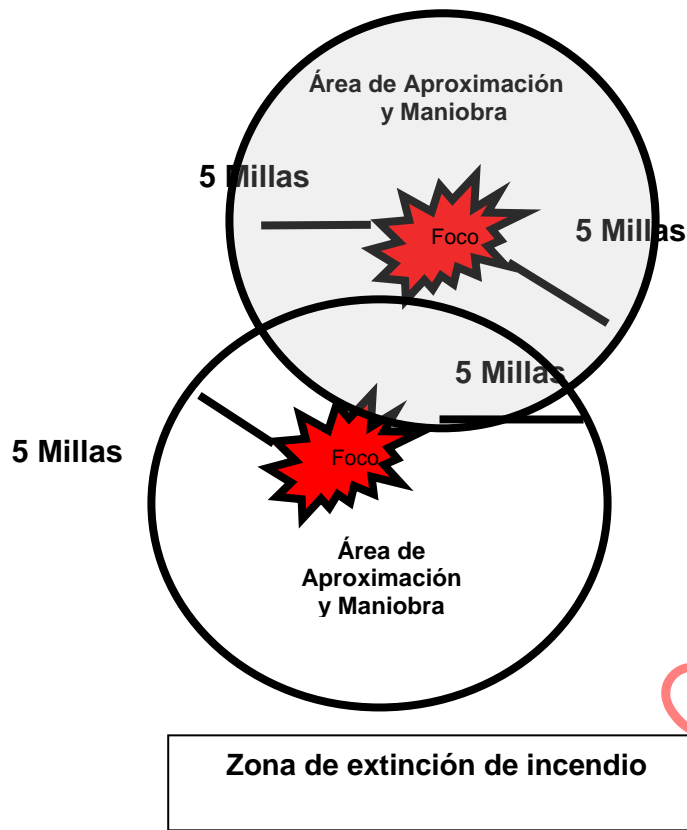 Área de Aproximación
y Maniobra
5 Millas
Foco
5 Millas
5 Millas
5 Millas
Foco
Área de
Aproximación
y Maniobra
Zona de extinción de incendio